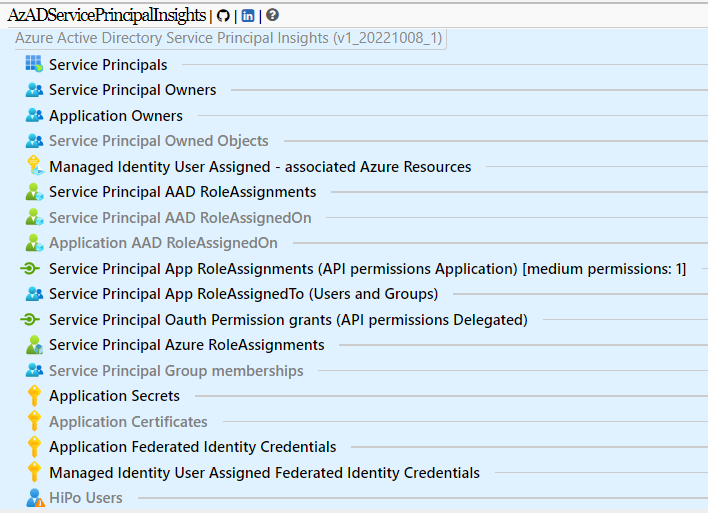 AzADServicePrincipalInsights | | |
Azure Active Directory Service Principal Insights (v1_20221008_1)
Service Principals
Service Principal Owners
Application Owners
Service Principal Owned Objects
Managed Identity User Assigned - associated Azure Resources
Service Principal AAD RoleAssignments
Service Principal AAD RoleAssignedOn
Application AAD RoleAssignedOn
Service Principal App RoleAssignments (API permissions Application) [medium permissions: 1]
Service Principal App RoleAssignedTo (Users and Groups)
Service Principal Oauth Permission grants (API permissions Delegated)
Service Principal Azure RoleAssignments
Service Principal Group memberships
Application Secrets
Application Certificates
Application Federated Identity Credentials
Managed Identity User Assigned Federated Identity Credentials
HiPo Users